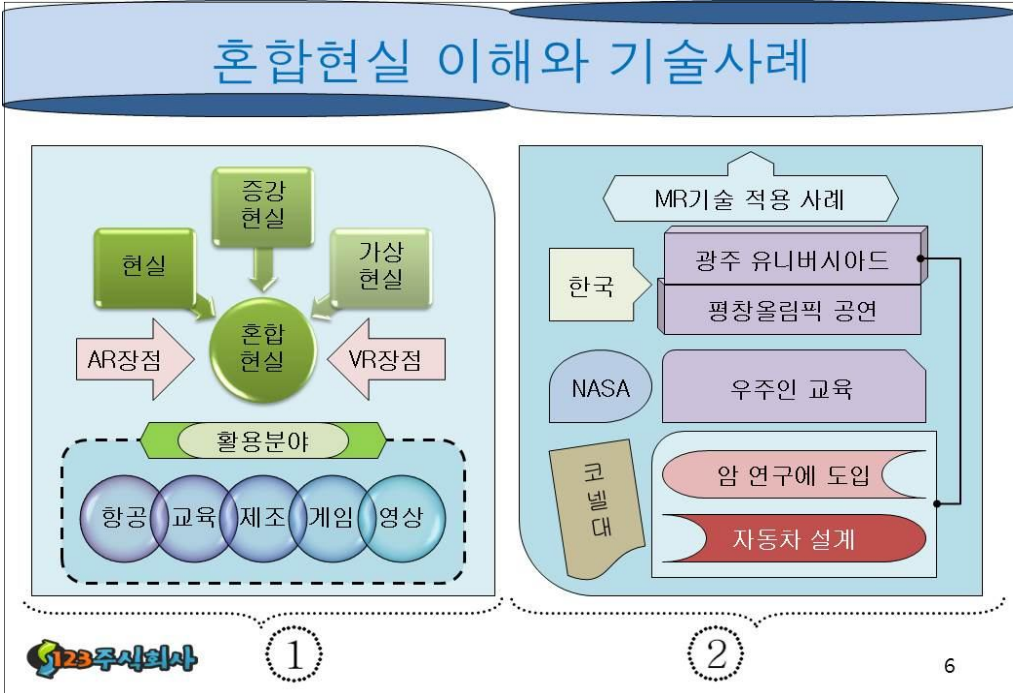 혼합현실 이해와 기술사례
증강
현실
현실
가상
현실
혼합
현실
AR장점
VR장점
활용분야
항공
교육
제조
게임
영상
MR기술 적용 사례
한국
광주 유니버시아드
평창올림픽 공연
NASA
우주인 교육
코
넬
대
암 연구에 도입
자동차 설계
①
②
123주식회사
6